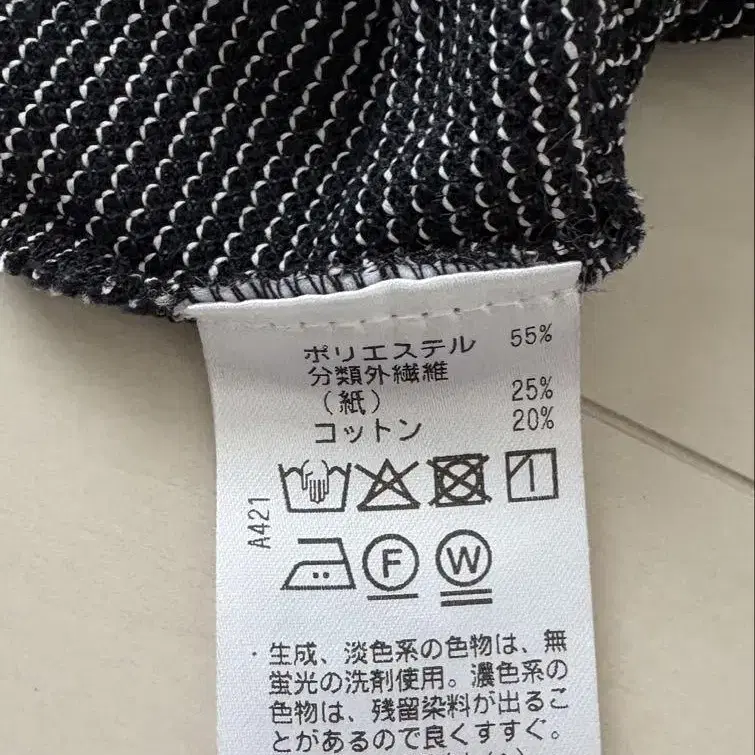 ポリエステル 55%
分類外繊維
（紙） 25%
コットン 20%
A421
F W
・生成、淡色系の色物は、無
蛍光の洗剤使用。濃色系の
色物は、残留染料が出るこ
とがあるので良くすすぐ。